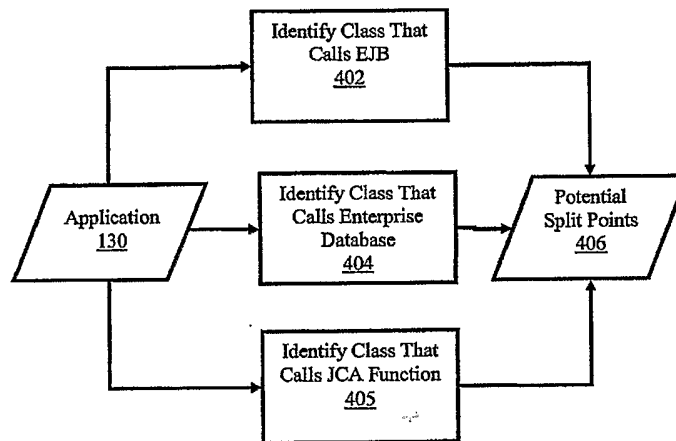 Identify Class That
Calls EJB
402
Application
130
Identify Class That
Calls Enterprise
Database
404
Potential
Split Points
406
Identify Class That
Calls JCA Function
405